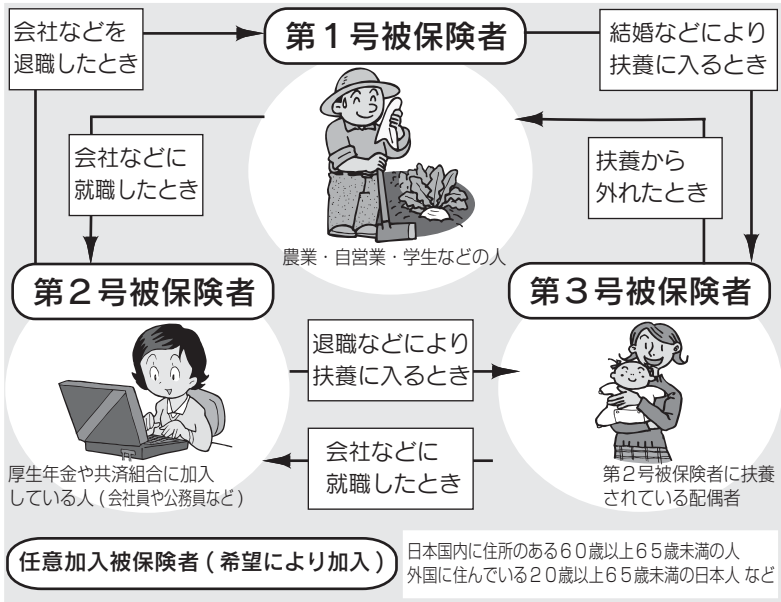 会社などを
退職したとき
第1号被保険者
結婚などにより
扶養に入るとき
会社などに
就職したとき
扶養から
外れたとき
農業・自営業・学生などの人
第2号被保険者
第3号被保険者
退職などにより
扶養に入るとき
会社などに
就職したとき
厚生年金や共済組合に加入
している人(会社員や公務員など)
第2号被保険者に扶養
されている配偶者
任意加入被保険者(希望により加入)
日本国内に住所のある60歳以上65歳未満の人
外国に住んでいる20歳以上65歳未満の日本人 など